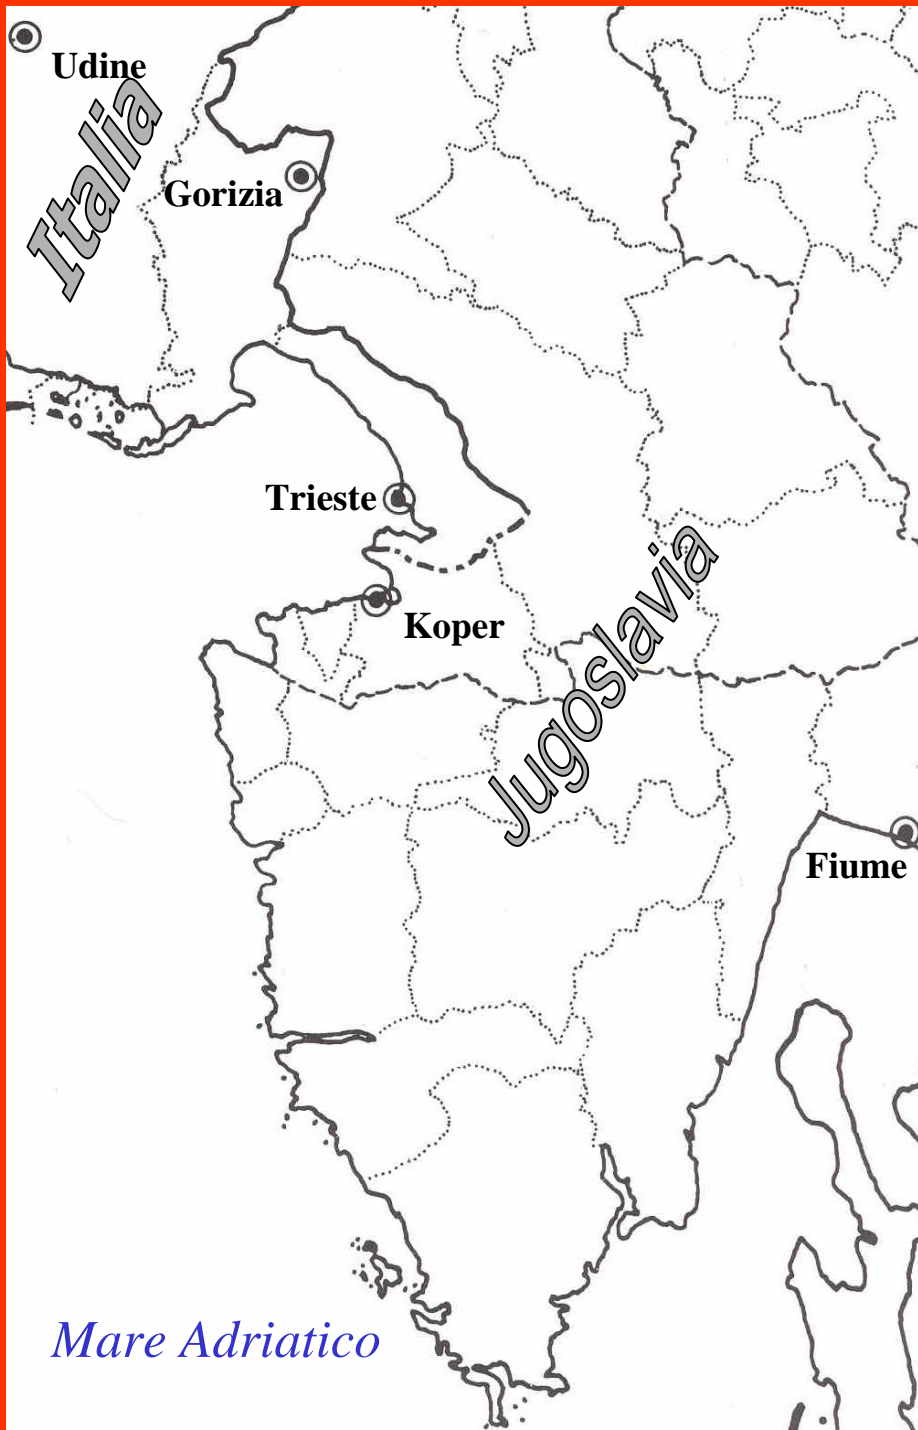 Udine
Italia
Gorizia
Trieste
Koper
Jugoslavia
Fiume
Mare Adriatico